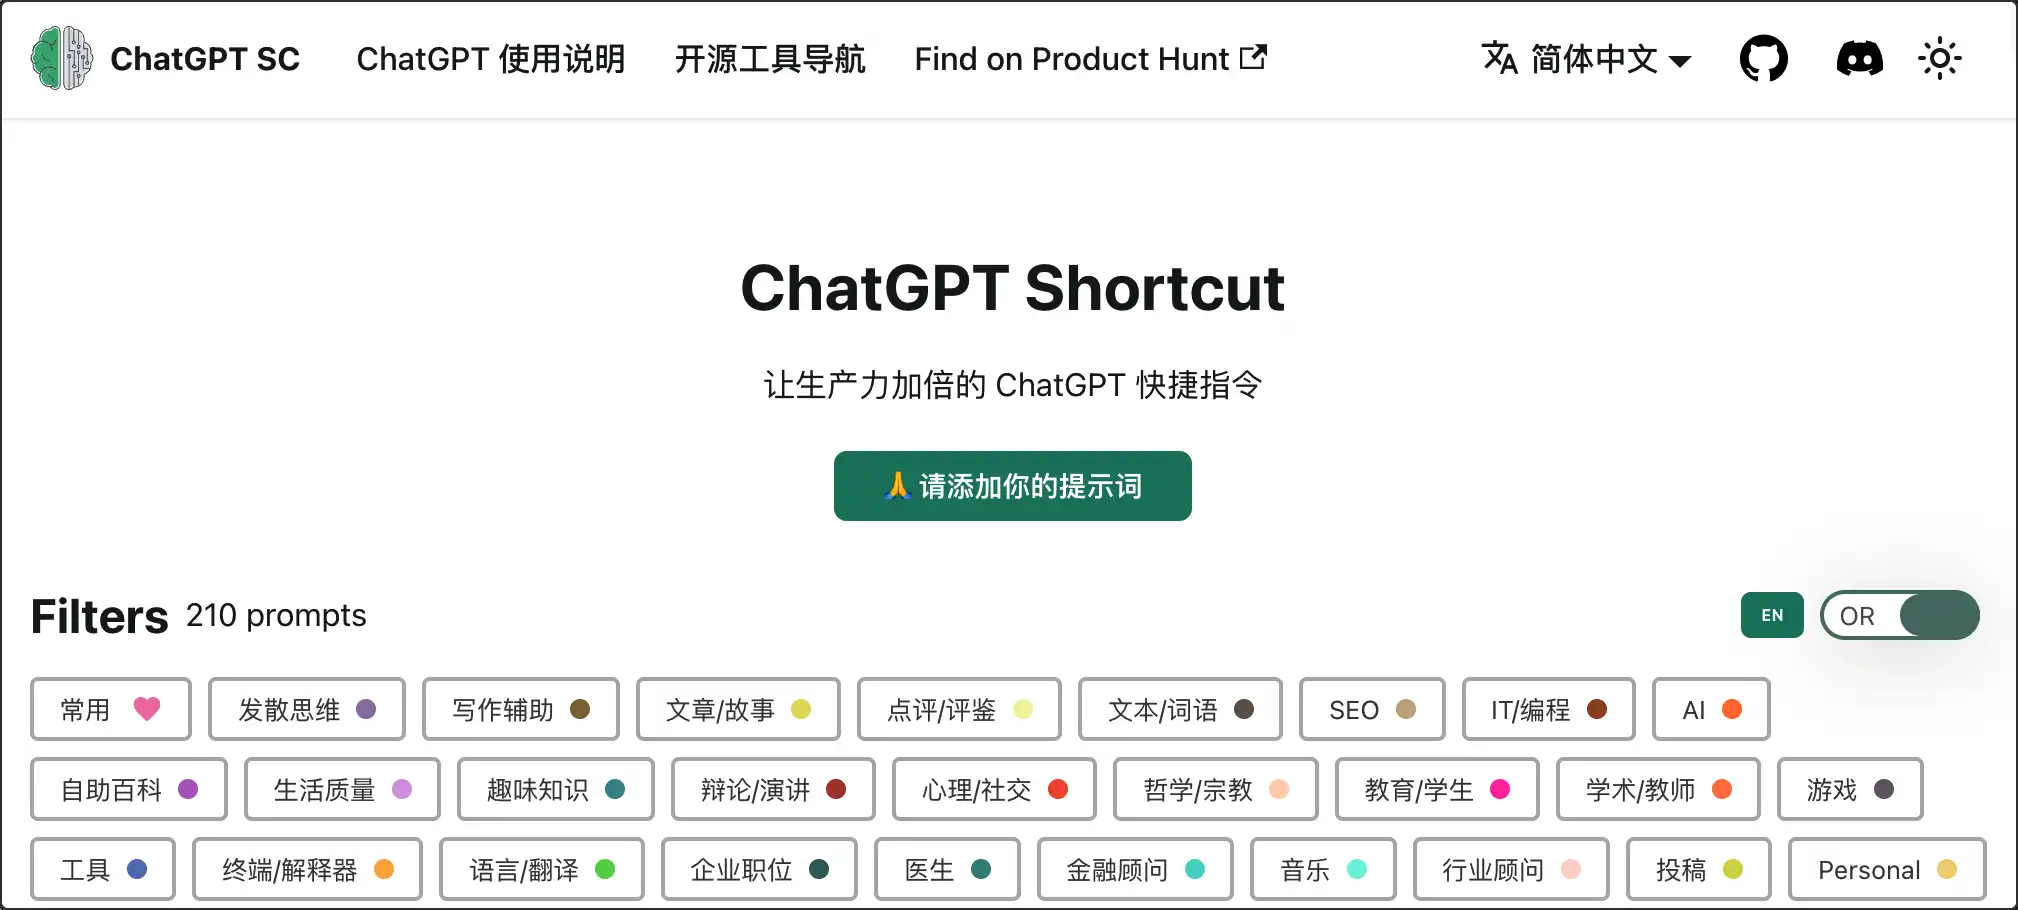 ChatGPT SC ChatGPT 使用说明 开源工具导航 Find on Product Hunt 简体中文
ChatGPT Shortcut
让生产力加倍的 ChatGPT 快捷指令
🙏 请添加你的提示词
Filters 210 prompts EN OR
常用 发散思维 写作辅助 文章/故事 点评/评鉴 文本/词语 SEO IT/编程 AI
自助百科 生活质量 趣味知识 辩论/演讲 心理/社交 哲学/宗教 教育/学生 学术/教师 游戏
工具 终端/解释器 语言/翻译 企业职位 医生 金融顾问 音乐 行业顾问 投稿 Personal